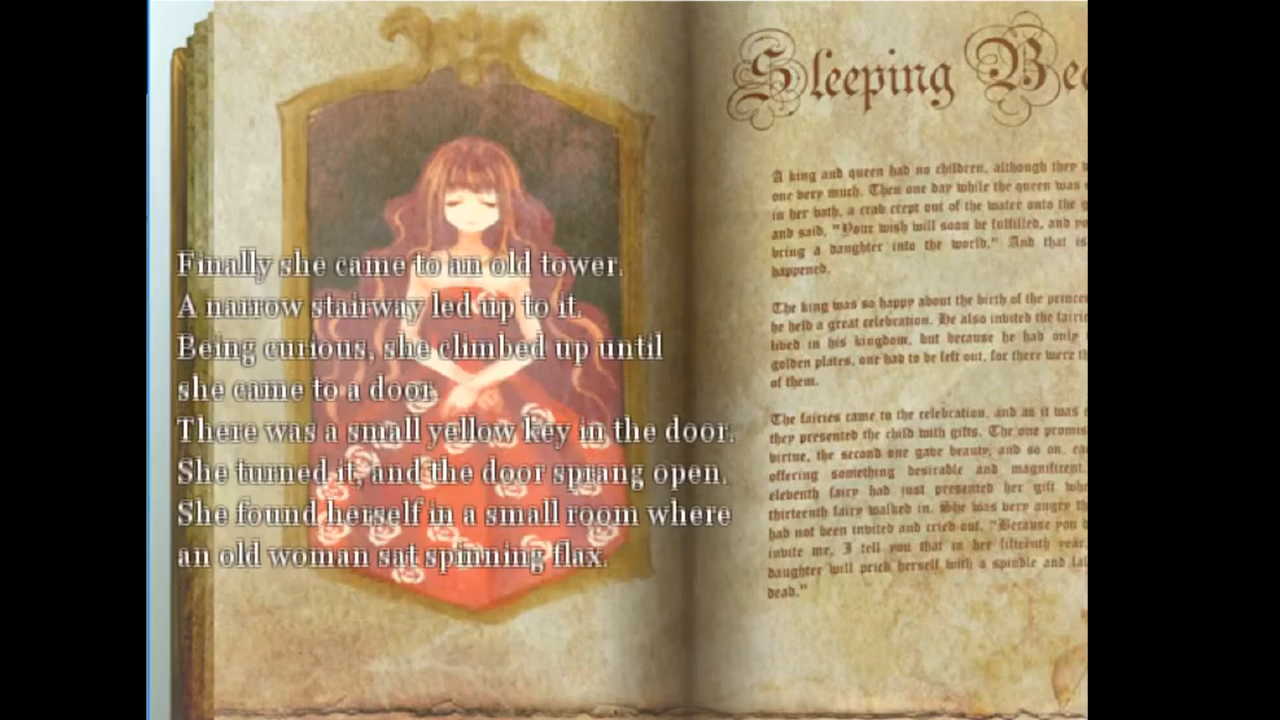 Finally she came to an old tower.
A narrow stairway led up to it.
Being curious, she climbed up until
she came to a door.
There was a small yellow key in the door.
She turned it, and the door sprang open.
She found herself in a small room where
an old woman sat spinning flax.
Sleeping Be
A king and queen had no children, although they
one very much. Then one day while the queen was
in her bath, a crab crept out of the water onto the
and said, "Your wish will soon be fulfilled, and
bring a daughter into the world." And that is
happened.
The king was so happy about the birth of the
he held a great celebration. He also invited the
lived in his kingdom, but because he had only
golden plates, one had to be left out, for there were
of them.
The fairies came to the celebration, and as it was
they presented the child with gifts. The one
virtue, the second one gave beauty, and so on,
offering something desirable and magnificent.
eleventh fairy had just presented her gift
thirteenth fairy walked in. She was very angry
had not been invited and cried out, "Because you
invite me, I tell you that in her fifteenth year,
daughter will prick herself with a spindle and
dead."